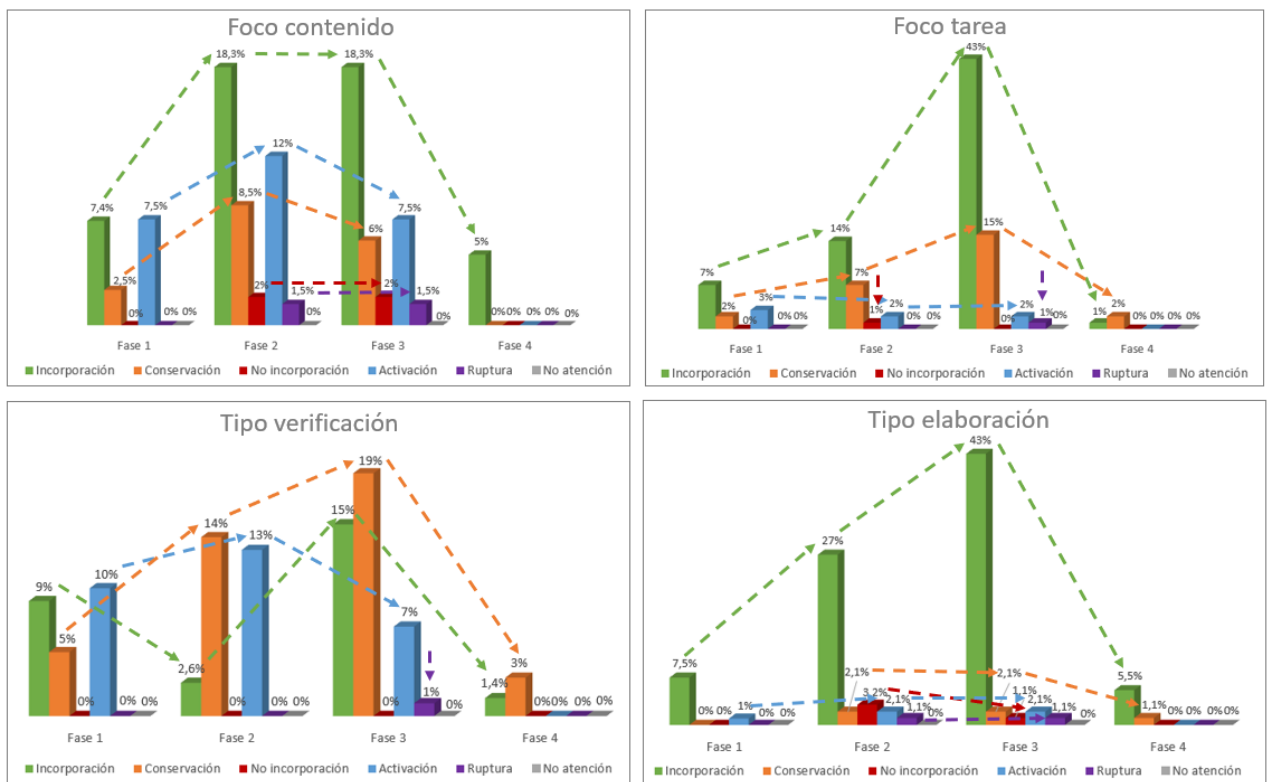 Foco contenido
18,3% 18,3%
12%
8,5%
7,4% 7,5% 6% 7,5%
5%
2,5%
2% 1,5% 2% 1,5%
0% 0% 0% 0% 0% 0% 0% 0% 0% 0%
Fase 1 Fase 2 Fase 3 Fase 4
Incorporación Conservación No incorporación Activación Ruptura No atención
Foco tarea
43%
15%
14%
7% 7%
2% 3% 1% 2% 2% 1% 1% 2%
0% 0% 0% 0% 0% 0% 0% 0% 0% 0% 0%
Fase 1 Fase 2 Fase 3 Fase 4
Incorporación Conservación No incorporación Activación Ruptura No atención
Tipo verificación
19%
15%
14% 13%
9% 10%
5% 7%
2,6% 1% 1,4% 3%
0% 0% 0% 0% 0% 0% 0% 0% 0% 0% 0% 0%
Fase 1 Fase 2 Fase 3 Fase 4
Incorporación Conservación No incorporación Activación Ruptura No atención
Tipo elaboración
43%
27%
7,5% 5,5%
2,1% 3,2% 2,1% 1,1% 2,1% 1,1% 2,1% 1,1% 1,1%
0% 0% 1% 0% 0% 0% 0% 0% 0% 0% 0%
Fase 1 Fase 2 Fase 3 Fase 4
Incorporación Conservación No incorporación Activación Ruptura No atención